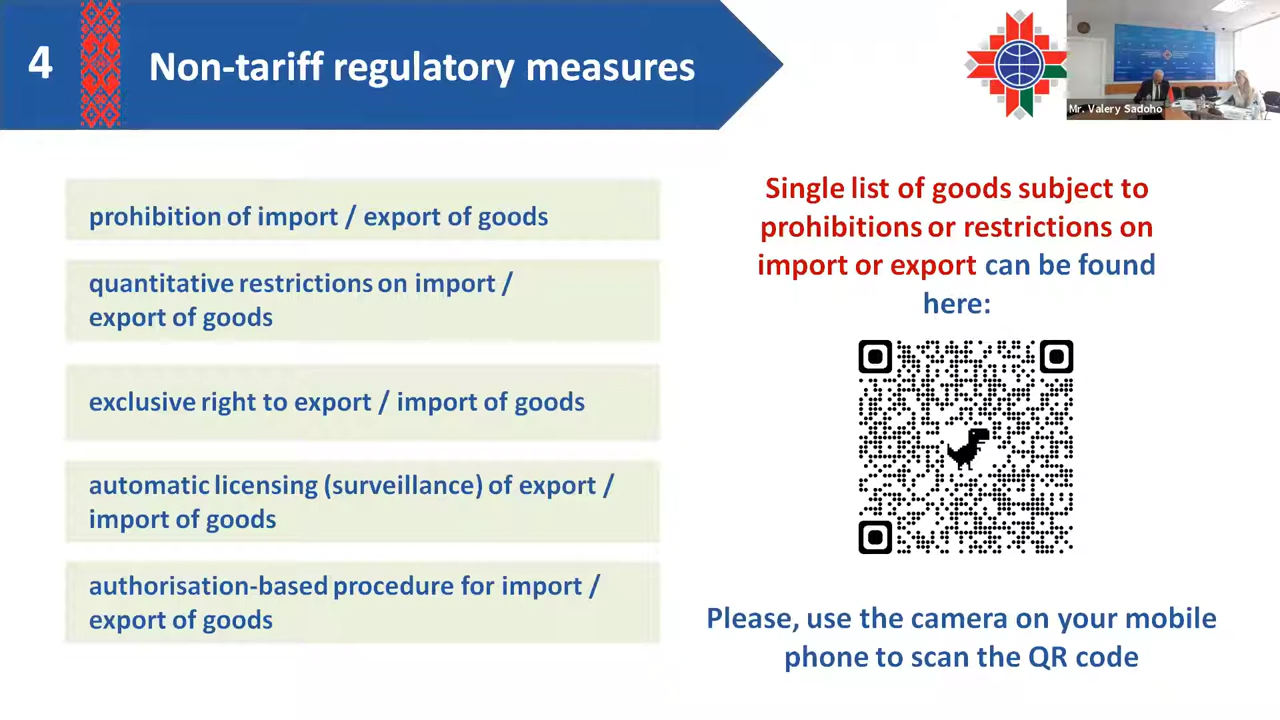 4
Non-tariff regulatory measures
Mr. Valery Sadoho
prohibition of import / export of goods
quantitative restrictions on import /
export of goods
exclusive right to export / import of goods
automatic licensing (surveillance) of export /
import of goods
authorisation-based procedure for import /
export of goods
Single list of goods subject to
prohibitions or restrictions on
import or export can be found
here:
Please, use the camera on your mobile
phone to scan the QR code